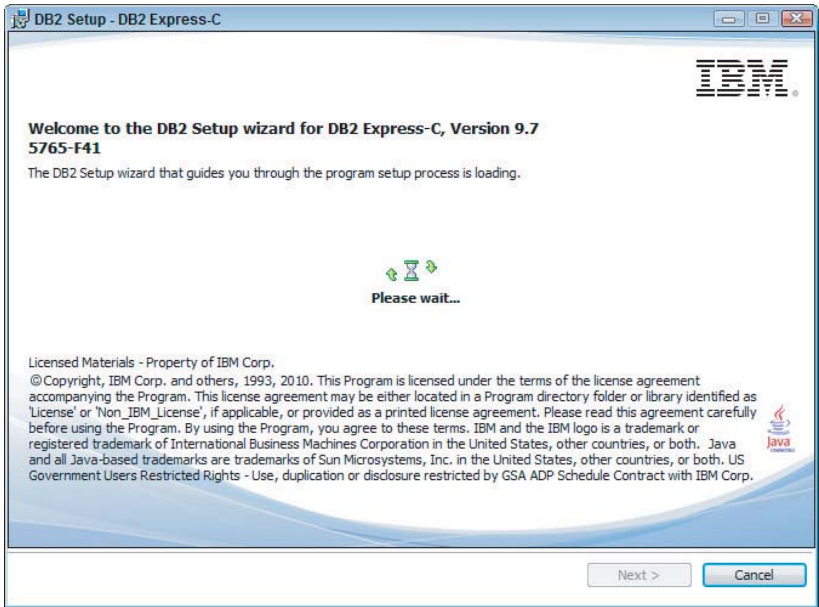 DB2 Setup - DB2 Express-C
IBM®
Welcome to the DB2 Setup wizard for DB2 Express-C, Version 9.7
5765-F41
The DB2 Setup wizard that guides you through the program setup process is loading.
Please wait...
Licensed Materials - Property of IBM Corp.
©Copyright, IBM Corp. and others, 1993, 2010. This Program is licensed under the terms of the license agreement
accompanying the Program. This license agreement may be either located in a Program directory folder or library identified as
'License' or 'Non_IBM_License', if applicable, or provided as a printed license agreement. Please read this agreement carefully
before using the Program. By using the Program, you agree to these terms. IBM and the IBM logo is a trademark or
registered trademark of International Business Machines Corporation in the United States, other countries, or both. Java
and all Java-based trademarks are trademarks of Sun Microsystems, Inc. in the United States, other countries, or both. US
Government Users Restricted Rights - Use, duplication or disclosure restricted by GSA ADP Schedule Contract with IBM Corp.
Java
COMPATIBLE
Next >
Cancel